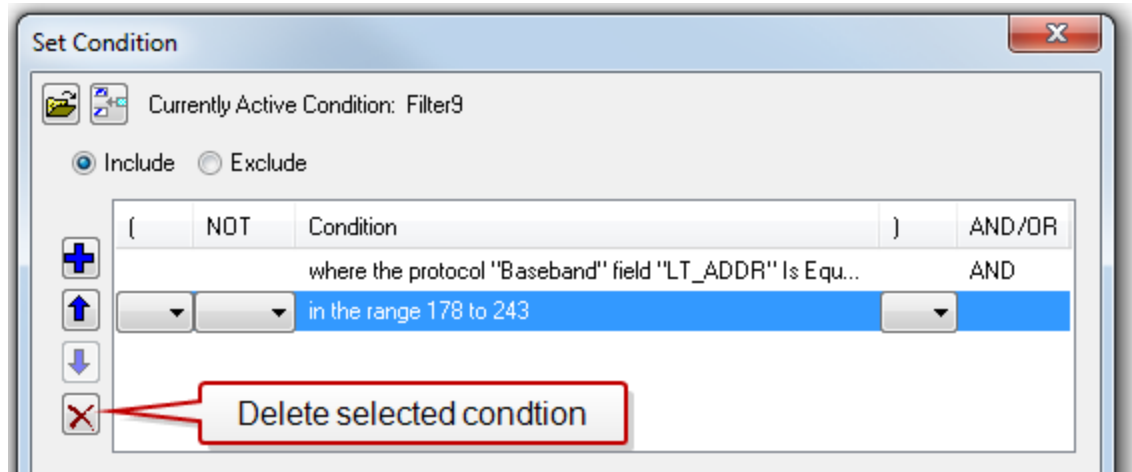 Set Condition
Currently Active Condition: Filter9
Include Exclude
( NOT Condition ) AND/OR
where the protocol "Baseband" field "LT_ADDR" Is Equ... AND
in the range 178 to 243
Delete selected condtion